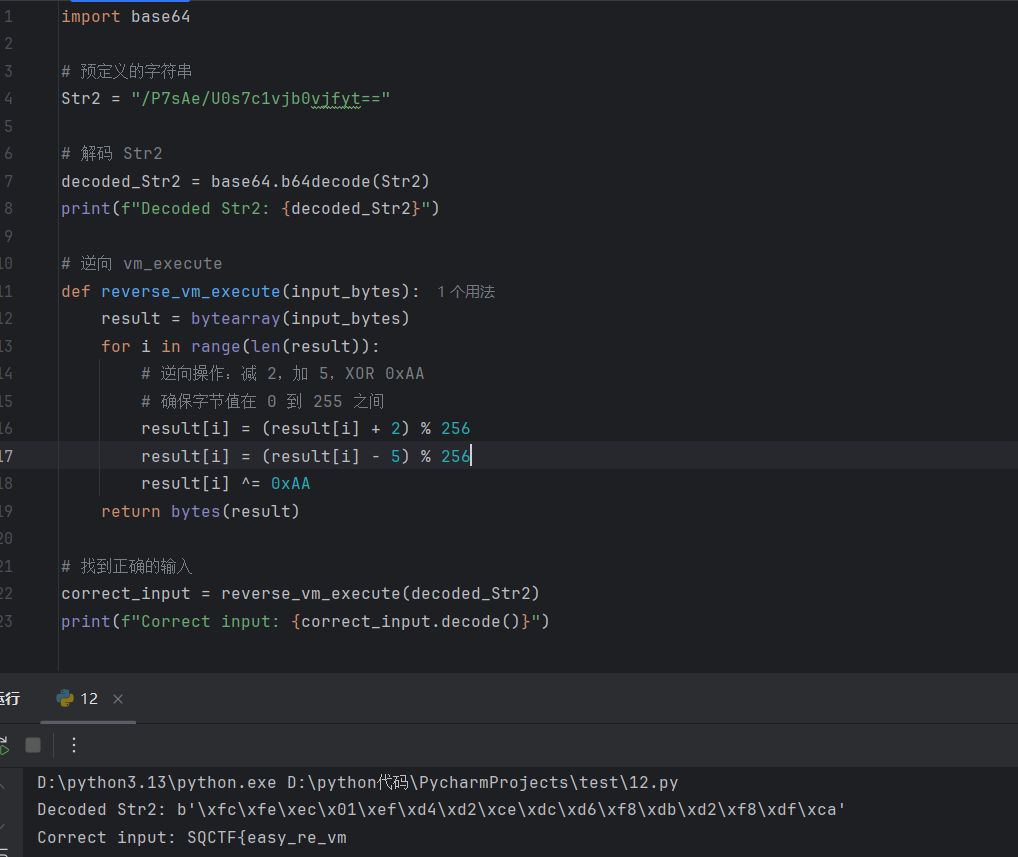 1 import base64
2
3 # 预定义的字符串
4 Str2 = "/P7sAe/U0s7c1vjb0vjfyt=="
5
6 # 解码 Str2
7 decoded_Str2 = base64.b64decode(Str2)
8 print(f"Decoded Str2: {decoded_Str2}")
9
10 # 逆向 vm_execute
11 def reverse_vm_execute(input_bytes): 1 个用法
12     result = bytearray(input_bytes)
13     for i in range(len(result)):
14         # 逆向操作：减 2，加 5，XOR 0xAA
15         # 确保字节值在 0 到 255 之间
16         result[i] = (result[i] + 2) % 256
17         result[i] = (result[i] - 5) % 256
18         result[i] ^= 0xAA
19     return bytes(result)
20
21 # 找到正确的输入
22 correct_input = reverse_vm_execute(decoded_Str2)
23 print(f"Correct input: {correct_input.decode()}")
运行 12 ×
D:\python3.13\python.exe D:\python代码\PycharmProjects\test\12.py
Decoded Str2: b'\xfc\xfe\xec\x01\xef\xd4\xd2\xce\xdc\xd6\xf8\xdb\xd2\xf8\xdf\xca'
Correct input: SQCTF{easy_re_vm